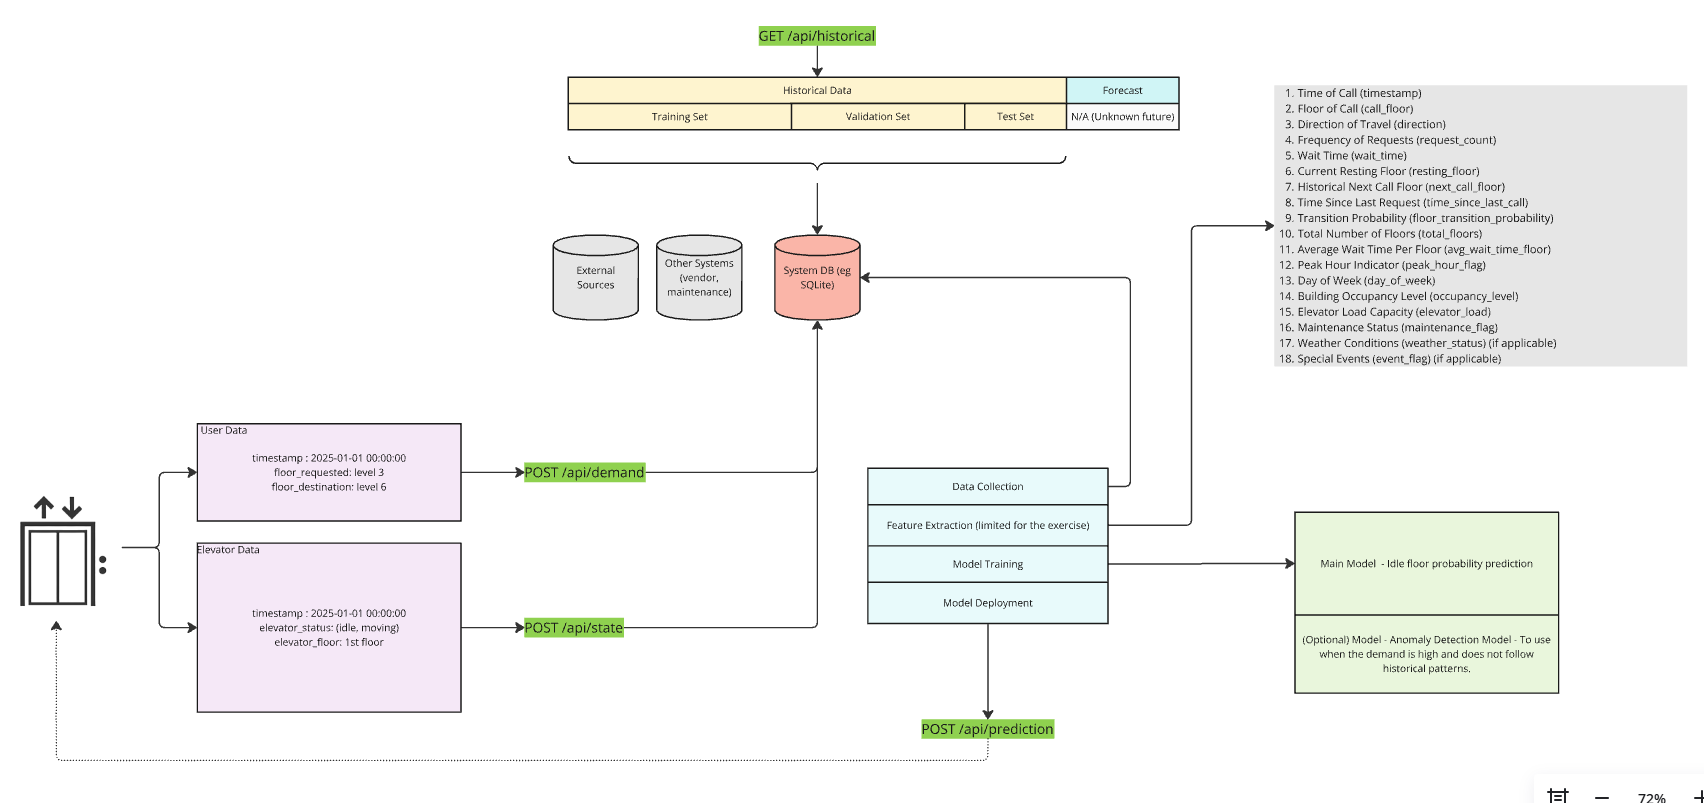 GET /api/historical
Historical Data
Forecast
Training Set
Validation Set
Test Set
N/A (Unknown future)
1. Time of Call (timestamp)
2. Floor of Call (call_floor)
3. Direction of Travel (direction)
4. Frequency of Requests (request_count)
5. Wait Time (wait_time)
6. Current Resting Floor (resting_floor)
7. Historical Next Call Floor (next_call_floor)
8. Time Since Last Request (time_since_last_call)
9. Transition Probability (floor_transition_probability)
10. Total Number of Floors (total_floors)
11. Average Wait Time Per Floor (avg_wait_time_floor)
12. Peak Hour Indicator (peak_hour_flag)
13. Day of Week (day_of_week)
14. Building Occupancy Level (occupancy_level)
15. Elevator Load Capacity (elevator_load)
16. Maintenance Status (maintenance_flag)
17. Weather Conditions (weather_status) (if applicable)
18. Special Events (event_flag) (if applicable)
External
Sources
Other Systems
(vendor,
maintenance)
System DB (eg
SQLite)
User Data
timestamp : 2025-01-01 00:00:00
floor_requested: level 3
floor_destination: level 6
POST /api/demand
Elevator Data
timestamp : 2025-01-01 00:00:00
elevator_status: (idle, moving)
elevator_floor: 1st floor
POST /api/state
Data Collection
Feature Extraction (limited for the exercise)
Model Training
Model Deployment
Main Model  - Idle floor probability prediction
(Optional) Model - Anomaly Detection Model - To use
when the demand is high and does not follow
historical patterns.
POST /api/prediction
72%